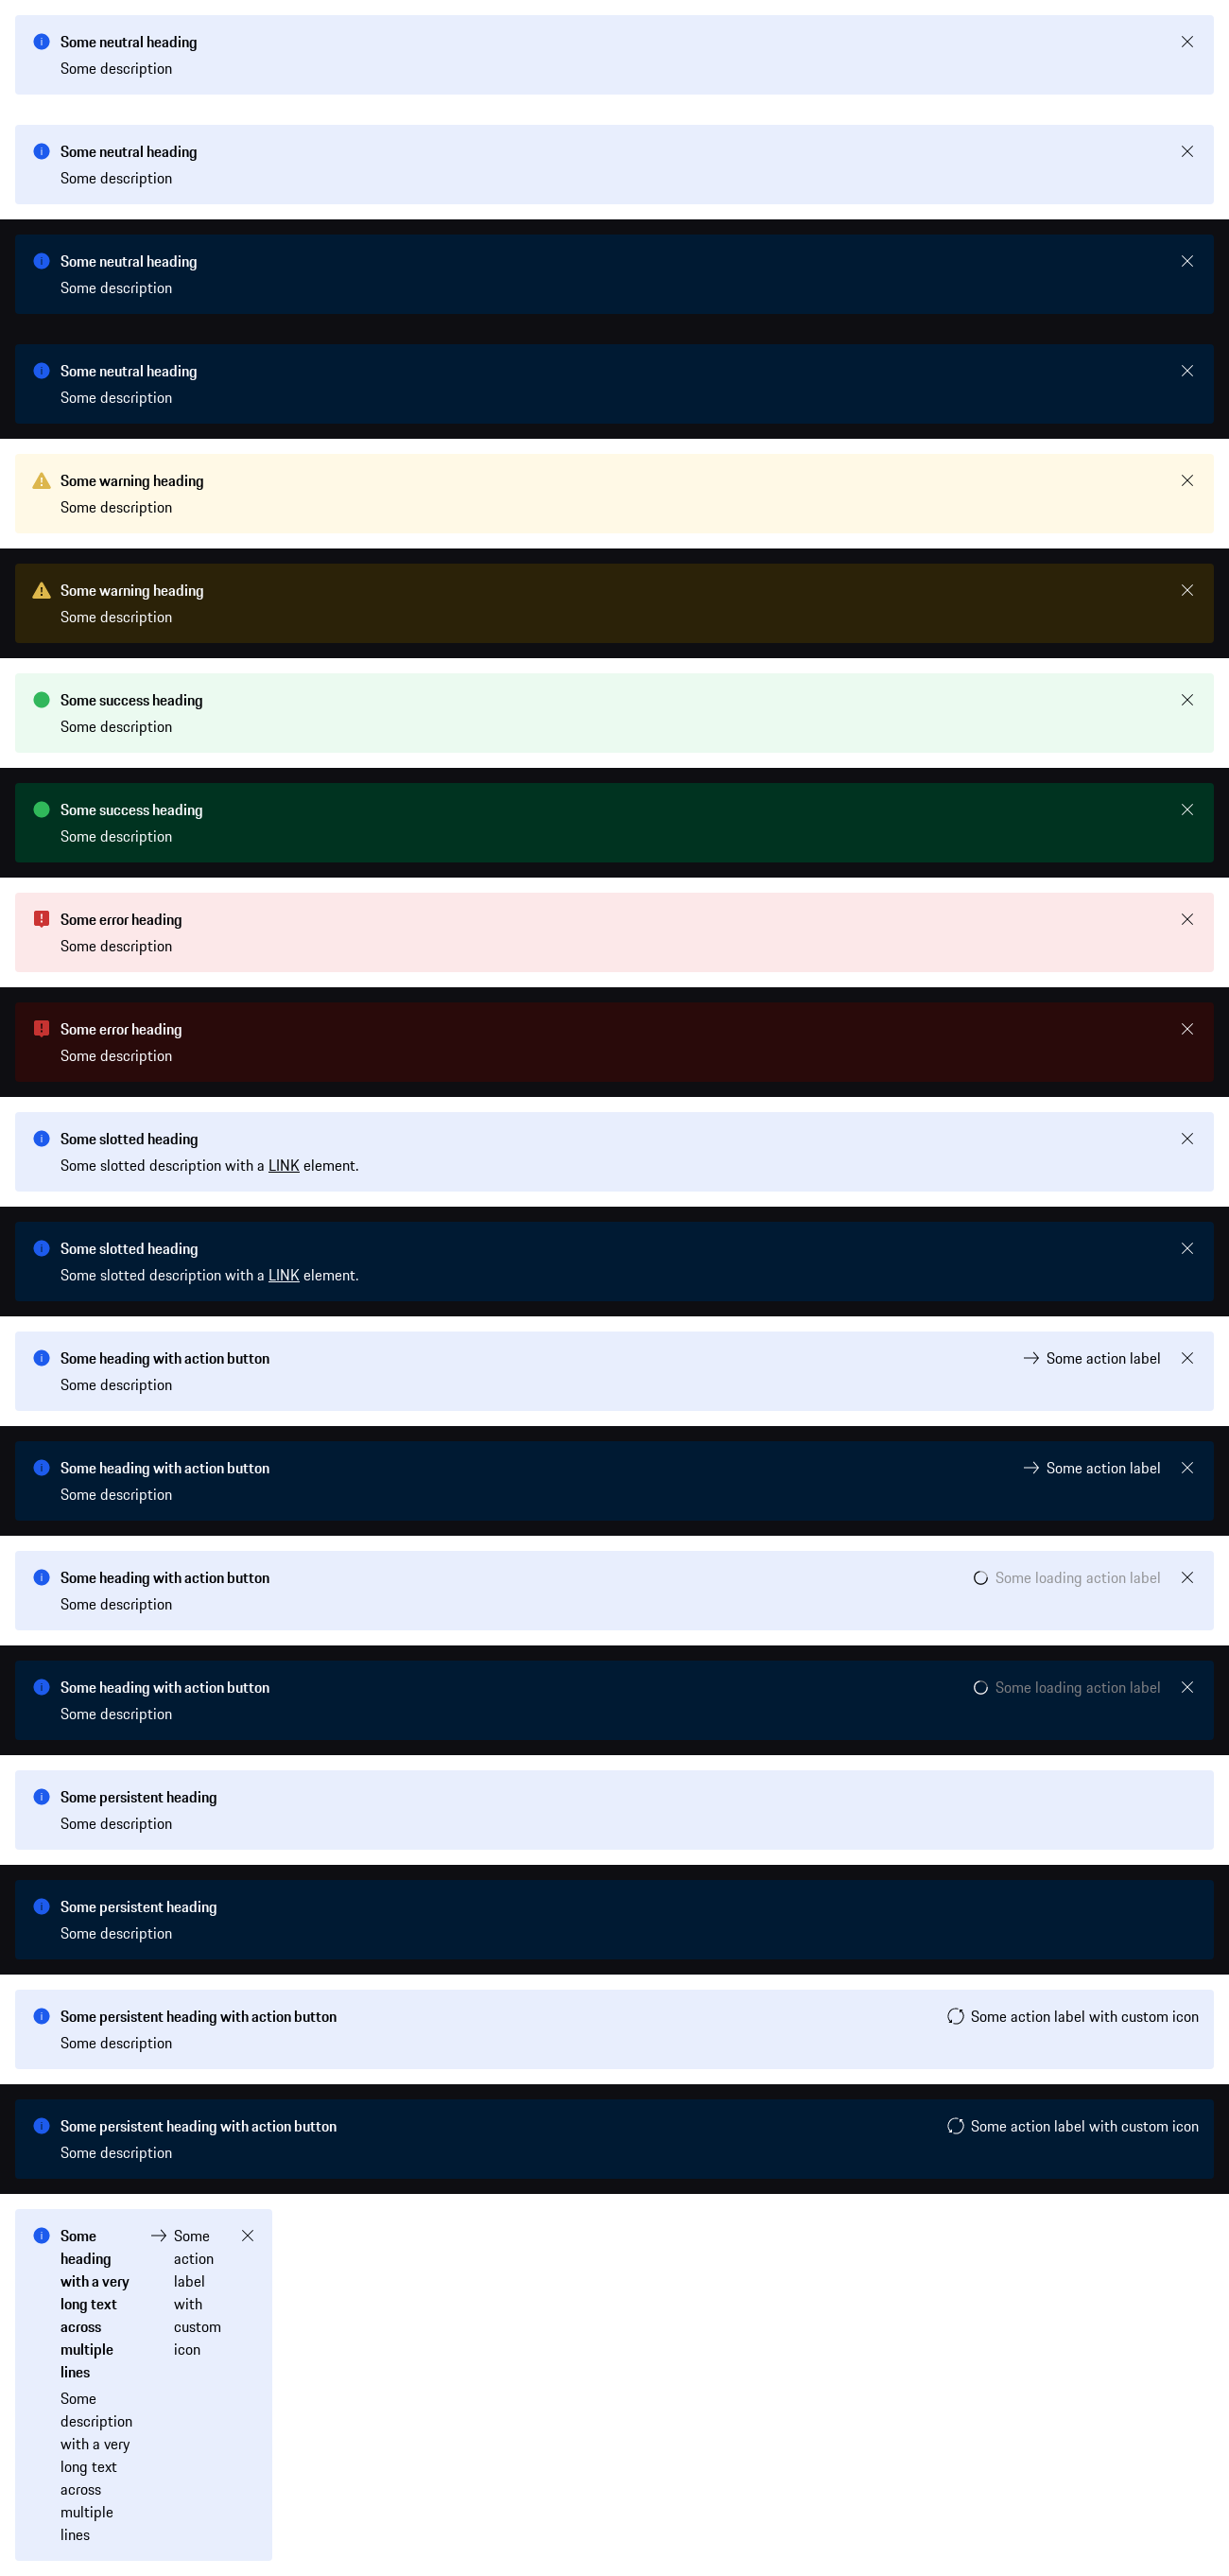 Some neutral heading
Some description
Some neutral heading
Some description
Some neutral heading
Some description
Some neutral heading
Some description
Some warning heading
Some description
Some warning heading
Some description
Some success heading
Some description
Some success heading
Some description
Some error heading
Some description
Some error heading
Some description
Some slotted heading
Some slotted description with a LINK element.
Some slotted heading
Some slotted description with a LINK element.
Some heading with action button
Some action label
Some description
Some heading with action button
Some action label
Some description
Some heading with action button
Some loading action label
Some description
Some heading with action button
Some loading action label
Some description
Some persistent heading
Some description
Some persistent heading
Some description
Some persistent heading with action button
Some action label with custom icon
Some description
Some persistent heading with action button
Some action label with custom icon
Some description
Some
heading
with a very
long text
across
multiple
lines
Some
description
with a very
long text
across
multiple
lines
Some
action
label
with
custom
icon